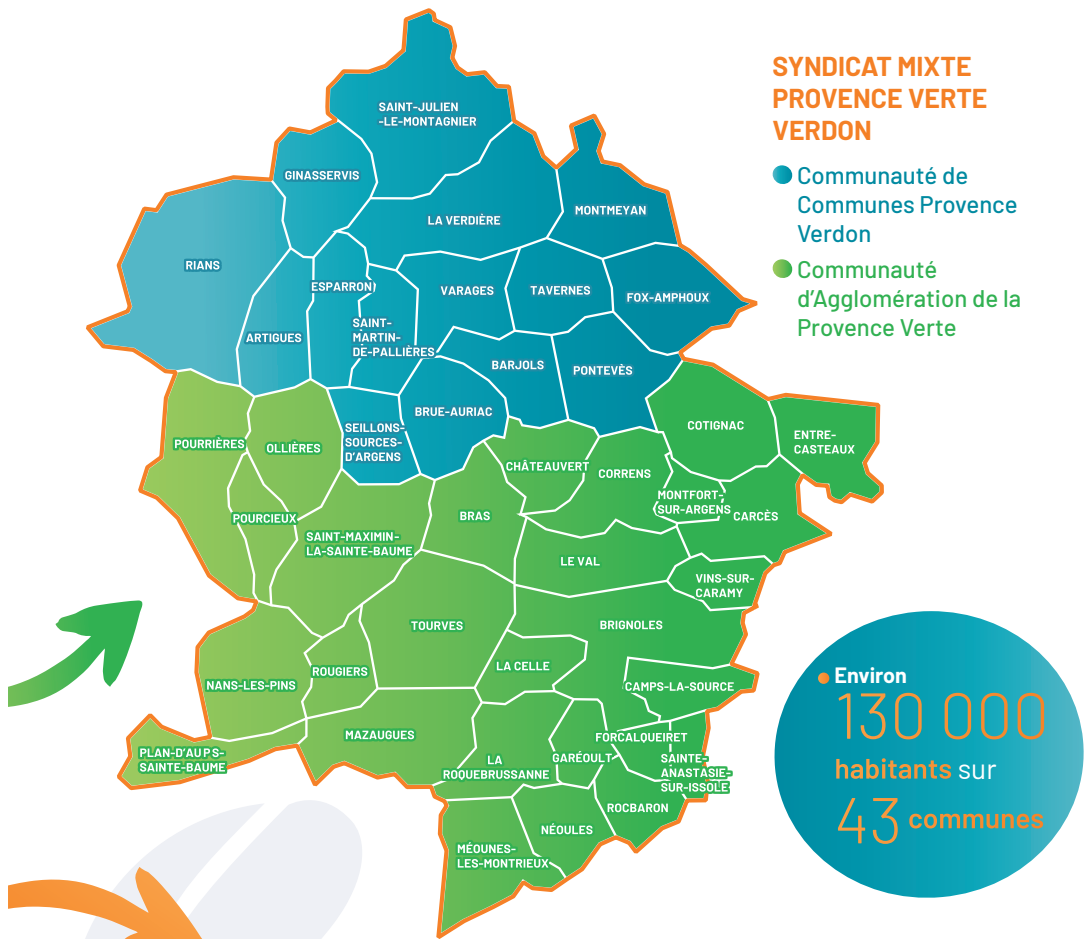 SYNDICAT MIXTE
PROVENCE VERTE
VERDON
Communauté de
Communes Provence
Verdon
Communauté
d'Agglomération de la
Provence Verte
SAINT-JULIEN
-LE-MONTAGNIER
GINASSERVIS
LA VERDIÈRE
MONTMEYAN
RIANS
ESPARRON
VARAGES
TAVERNES
FOX-AMPHOUX
ARTIGUES
SAINT-
MARTIN-
DE-PALLIÈRES
BARJOLS
PONTEVÈS
BRUE-AURIAC
SEILLONS-
SOURCES-
D'ARGENS
COTIGNAC
ENTRE-
CASTEAUX
POURRIÈRES
OLLIÈRES
CHÂTEAUVERT
CORRENS
MONTFORT-
SUR-ARGENS
CARCÈS
POURCIEUX
BRAS
SAINT-MAXIMIN-
LA-SAINTE-BAUME
LE VAL
VINS-SUR-
CARAMY
TOURVES
BRIGNOLES
LA CELLE
ROUGIERS
NANS-LES-PINS
CAMPS-LA-SOURCE
MAZAUGUES
FORCALQUEIRET
PLAN-D'AUPS-
SAINTE-BAUME
LA
ROQUEBRUSSANNE
GARÉOULT
SAINTE-
ANASTASIE-
SUR-ISSOLE
ROCBARON
NÉOULES
MÉOUNES-
LES-MONTRIEUX
Environ
130 000
habitants sur
43 communes